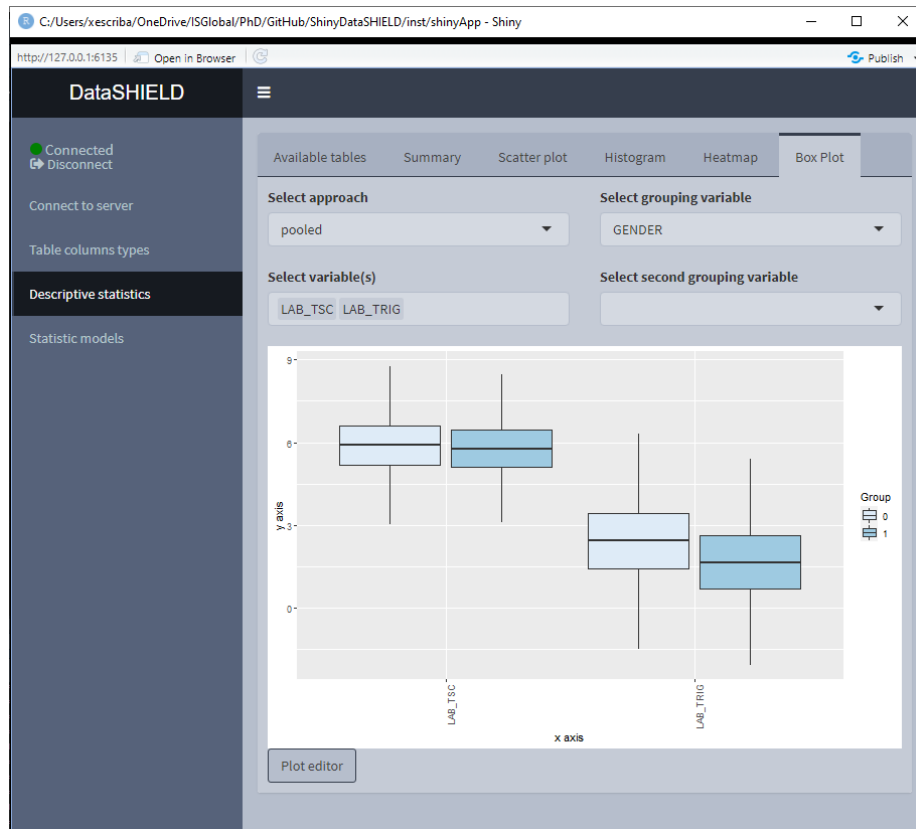 C:/Users/xescriba/OneDrive/ISGlobal/PhD/GitHub/ShinyDataSHIELD/inst/shinyApp - Shiny
http://127.0.0.1:6135 Open in Browser Publish
DataSHIELD
Connected
Disconnect
Connect to server
Table columns types
Descriptive statistics
Statistic models
Available tables Summary Scatter plot Histogram Heatmap Box Plot
Select approach Select grouping variable
pooled GENDER
Select variable(s) Select second grouping variable
LAB_TSC LAB_TRIG
9
6
3
0
y axis
LAB_TSC
LAB_TRIG
x axis
Group
0
1
Plot editor